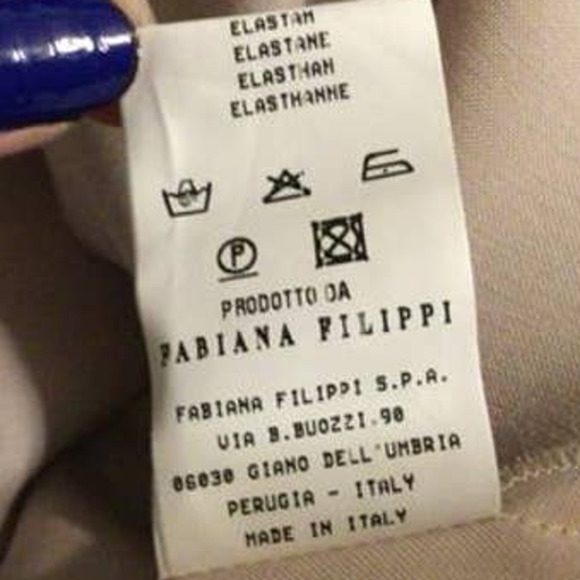 ELASTAN
ELASTANE
ELASTHAN
ELASTHANNE
P
PRODOTTO DA
FABIANA FILIPPI
FABIANA FILIPPI S.P.A.
VIA B.BUOZZI.90
06030 GIANO DELL'UMBRIA
PERUGIA - ITALY
MADE IN ITALY